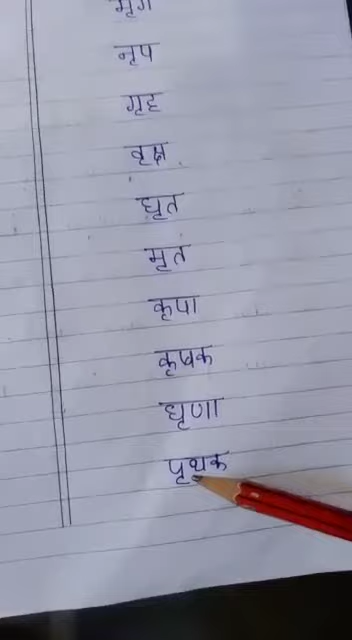 मृग
नृप
गृह
वृक्ष
घृत
मृत
कृपा
कृषक
घृणा
पृथक